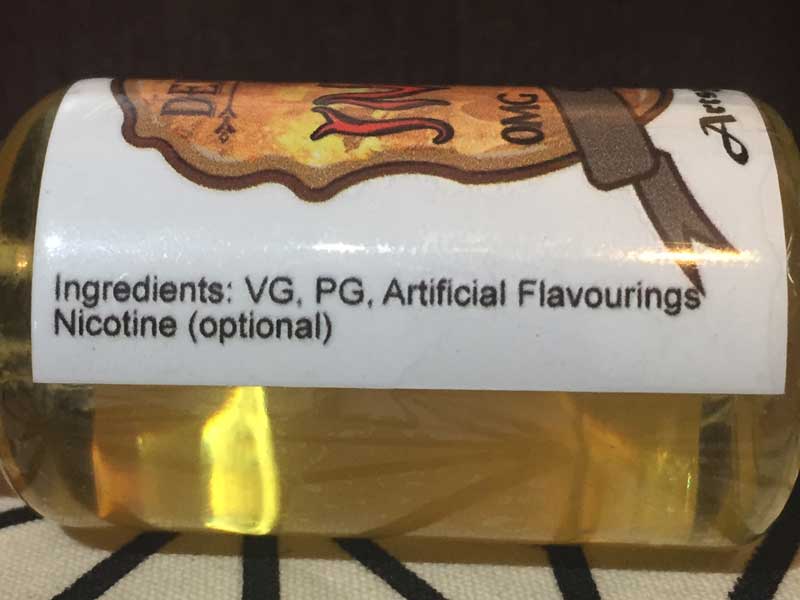 OMG
Ingredients: VG, PG, Artificial Flavourings
Nicotine (optional)